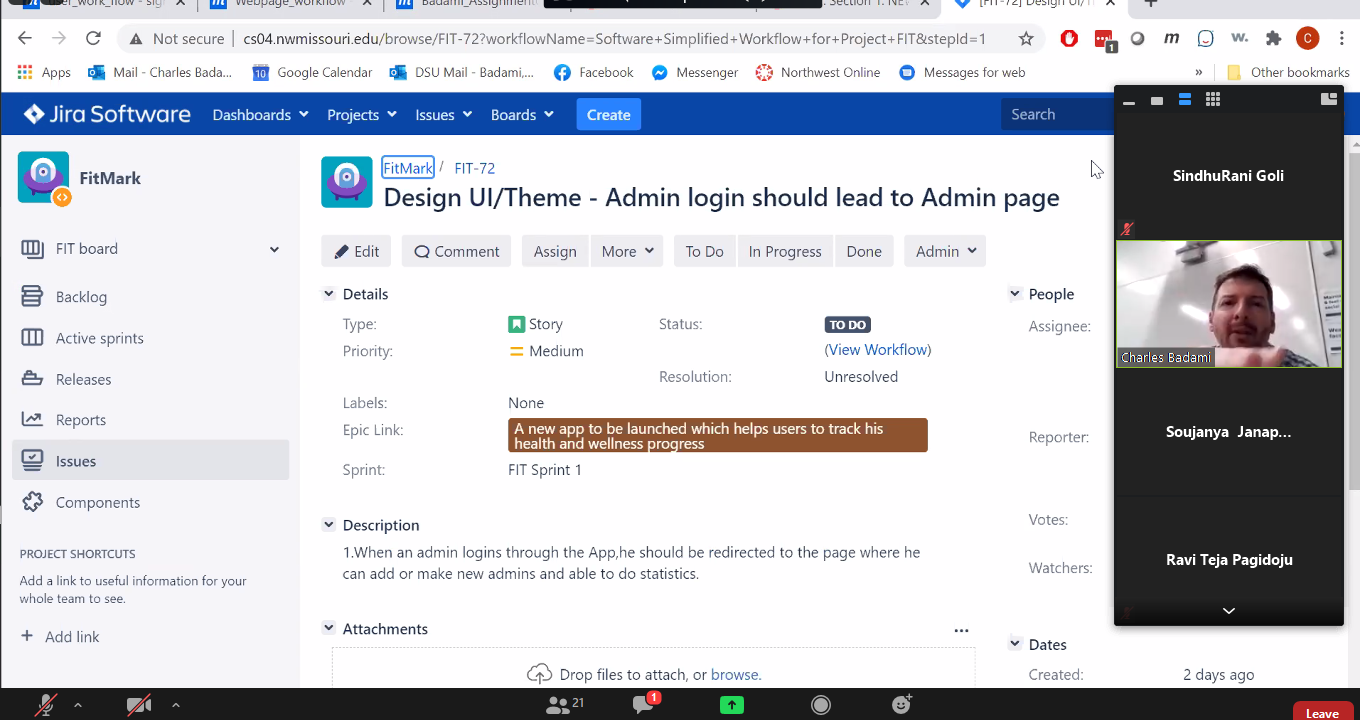 user_work_flow - sig
Webpage_workflow
Badami_Assignment
Section 1. NEW
[FIT-72] Design UI/T
Not secure
cs04.nwmissouri.edu/browse/FIT-72?workflowName=Software+Simplified+Workflow+for+Project+FIT&stepId=1
1
m
w.
C
Apps
Mail - Charles Bada...
10
Google Calendar
DSU Mail - Badami,...
Facebook
Messenger
Northwest Online
Messages for web
»
Other bookmarks
Jira Software
Dashboards
Projects
Issues
Boards
Create
Search
FitMark
FIT board
Backlog
Active sprints
Releases
Reports
Issues
Components
PROJECT SHORTCUTS
Add a link to useful information for your
whole team to see.
+ Add link
FitMark / FIT-72
Design UI/Theme - Admin login should lead to Admin page
Edit
Comment
Assign
More
To Do
In Progress
Done
Admin
Details
Type:
Story
Status:
TO DO
Priority:
Medium
(View Workflow)
Resolution:
Unresolved
Labels:
None
Epic Link:
A new app to be launched which helps users to track his
health and wellness progress
Sprint:
FIT Sprint 1
Description
1.When an admin logins through the App,he should be redirected to the page where he
can add or make new admins and able to do statistics.
Attachments
Drop files to attach, or browse.
People
Assignee:
Reporter:
Votes:
Watchers:
Dates
Created:
2 days ago
SindhuRani Goli
Charles Badami
Soujanya Janap...
Ravi Teja Pagidoju
21
1
Leave